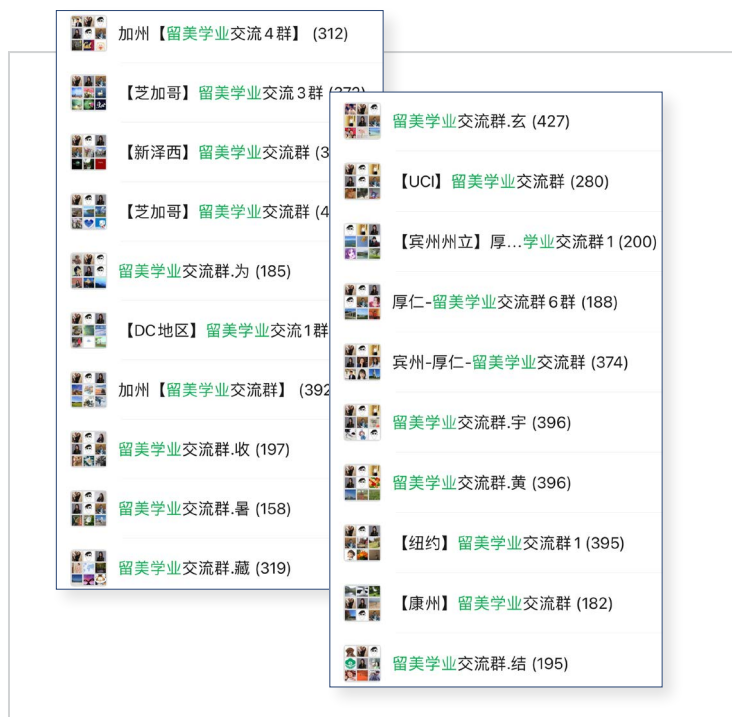 加州【留美学业交流4群】 (312)
【芝加哥】留美学业交流3群
【新泽西】留美学业交流群 (3
【芝加哥】留美学业交流群 (4
留美学业交流群.为 (185)
【DC地区】留美学业交流1群
加州【留美学业交流群】 (392
留美学业交流群.收 (197)
留美学业交流群.暑 (158)
留美学业交流群.藏 (319)
留美学业交流群.玄 (427)
【UCI】留美学业交流群 (280)
【宾州州立】厚...学业交流群1 (200)
厚仁-留美学业交流群6群 (188)
宾州-厚仁-留美学业交流群 (374)
留美学业交流群.宇 (396)
留美学业交流群.黄 (396)
【纽约】留美学业交流群1 (395)
【康州】留美学业交流群 (182)
留美学业交流群.结 (195)